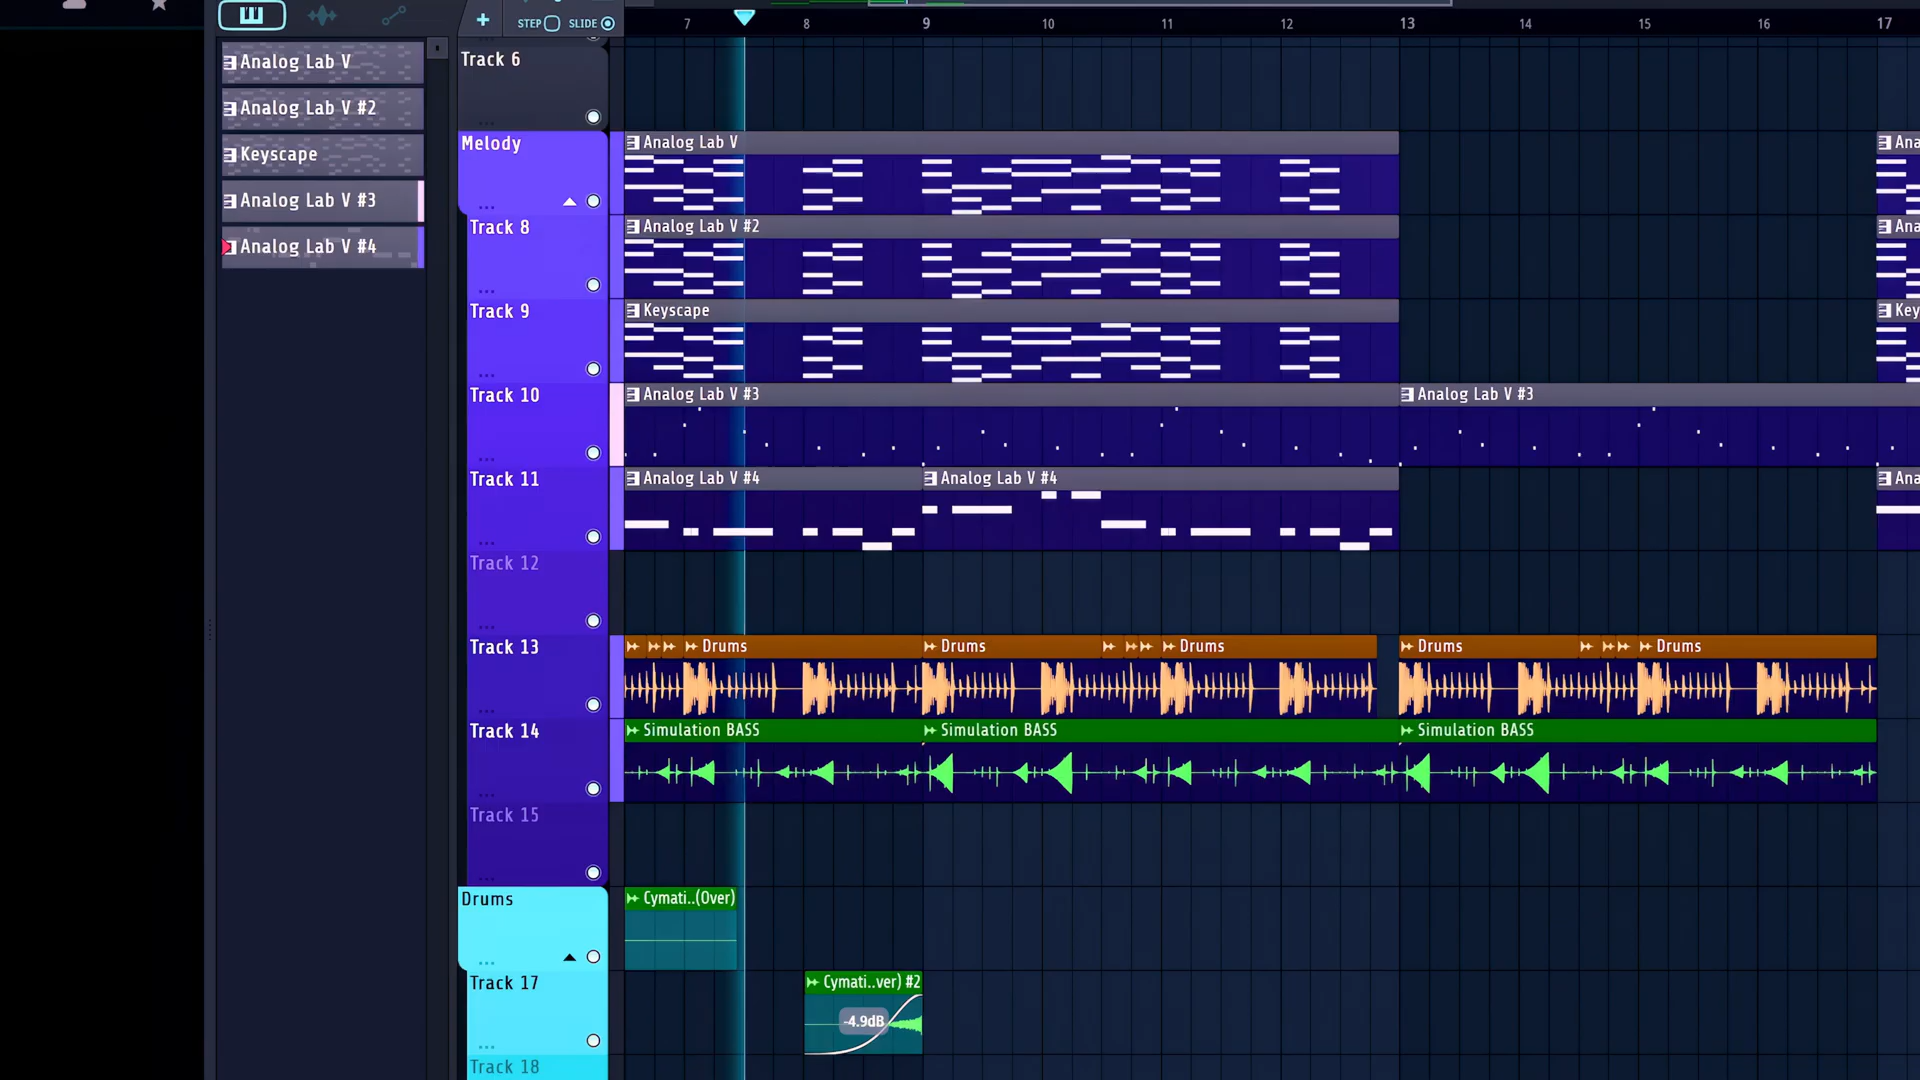 STEP SLIDE
7 8 9 10 11 12 13 14 15 16 17
Analog Lab V
Analog Lab V #2
Keyscape
Analog Lab V #3
Analog Lab V #4
Track 6
Melody
Analog Lab V
Ana
Track 8
Analog Lab V #2
Ana
Track 9
Keyscape
Key
Track 10
Analog Lab V #3
Analog Lab V #3
Track 11
Analog Lab V #4
Analog Lab V #4
Ana
Track 12
Track 13
Drums
Drums
Drums
Drums
Drums
Track 14
Simulation BASS
Simulation BASS
Simulation BASS
Track 15
Drums
Cymati..(Over)
Track 17
Cymati..ver) #2
-4.9dB
Track 18